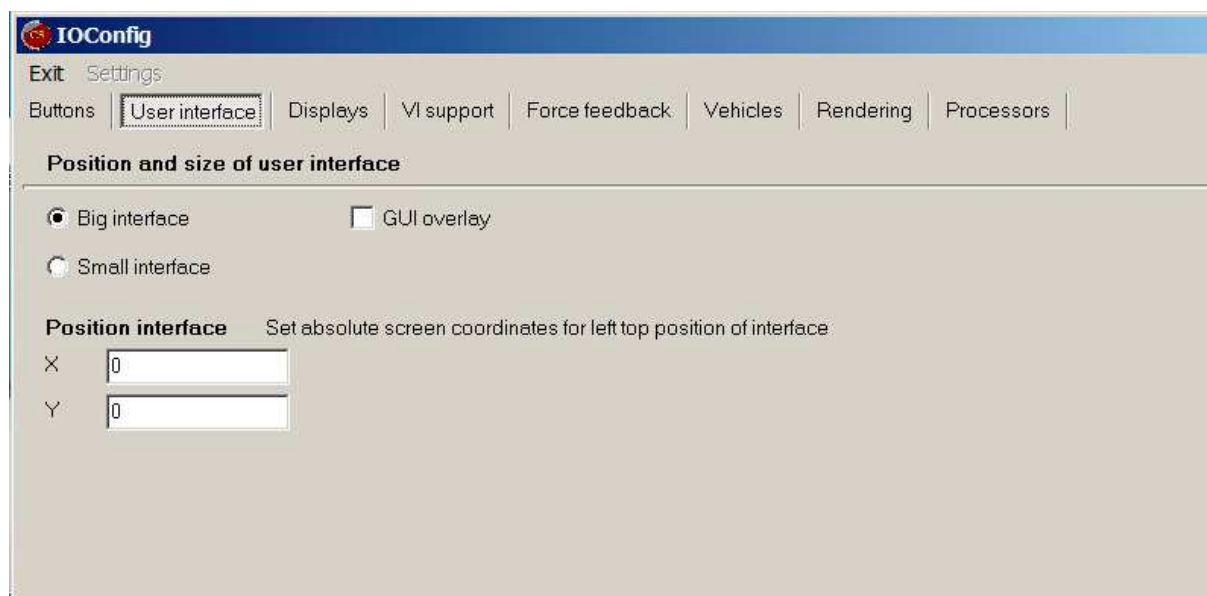 IOConfig
Exit Settings
Buttons User interface Displays VI support Force feedback Vehicles Rendering Processors
Position and size of user interface
Big interface GUI overlay
Small interface
Position interface Set absolute screen coordinates for left top position of interface
X 0
Y 0